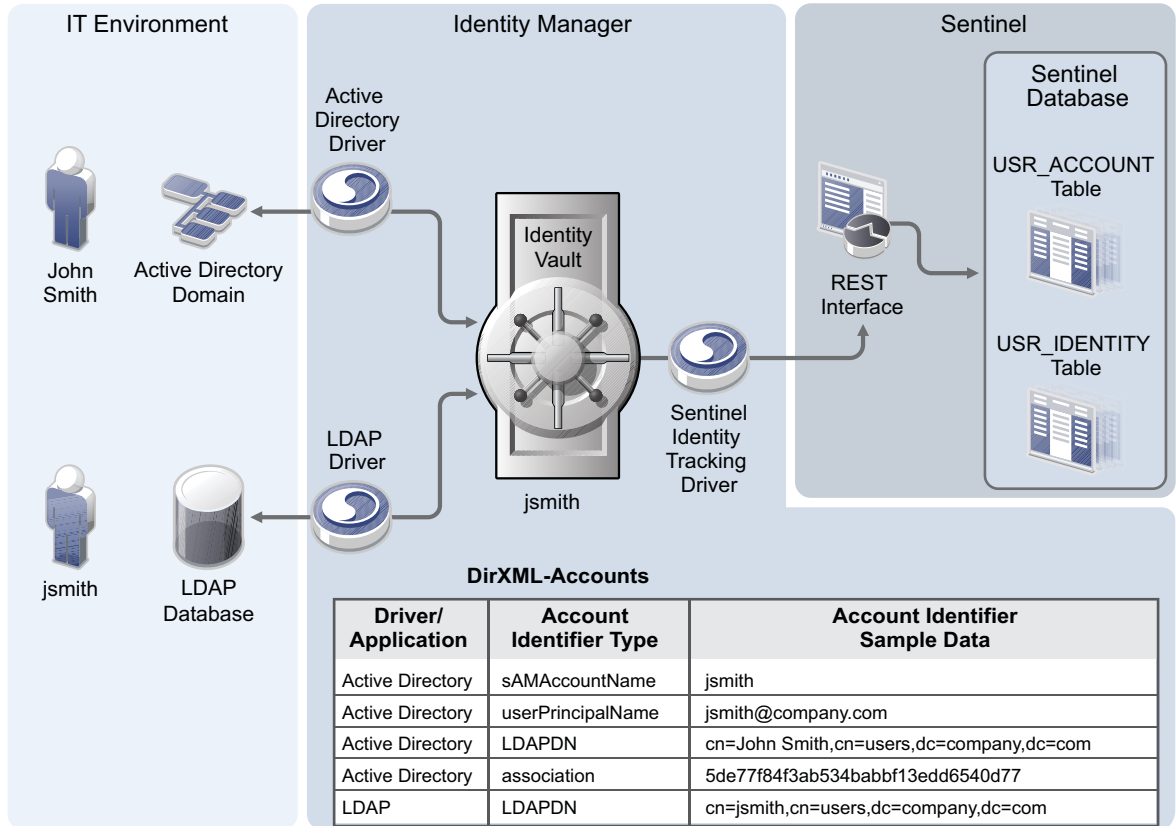 IT Environment
Identity Manager
Sentinel
Active
Directory
Driver
John
Smith
Active Directory
Domain
Identity
Vault
jsmith
LDAP
Driver
jsmith
LDAP
Database
Sentinel
Identity
Tracking
Driver
REST
Interface
Sentinel
Database
USR_ACCOUNT
Table
USR_IDENTITY
Table
DirXML-Accounts
Driver/
Application
Account
Identifier Type
Account Identifier
Sample Data
Active Directory sAMAccountName jsmith
Active Directory userPrincipalName jsmith@company.com
Active Directory LDAPDN cn=John Smith,cn=users,dc=company,dc=com
Active Directory association 5de77f84f3ab534babbf13edd6540d77
LDAP LDAPDN cn=jsmith,cn=users,dc=company,dc=com